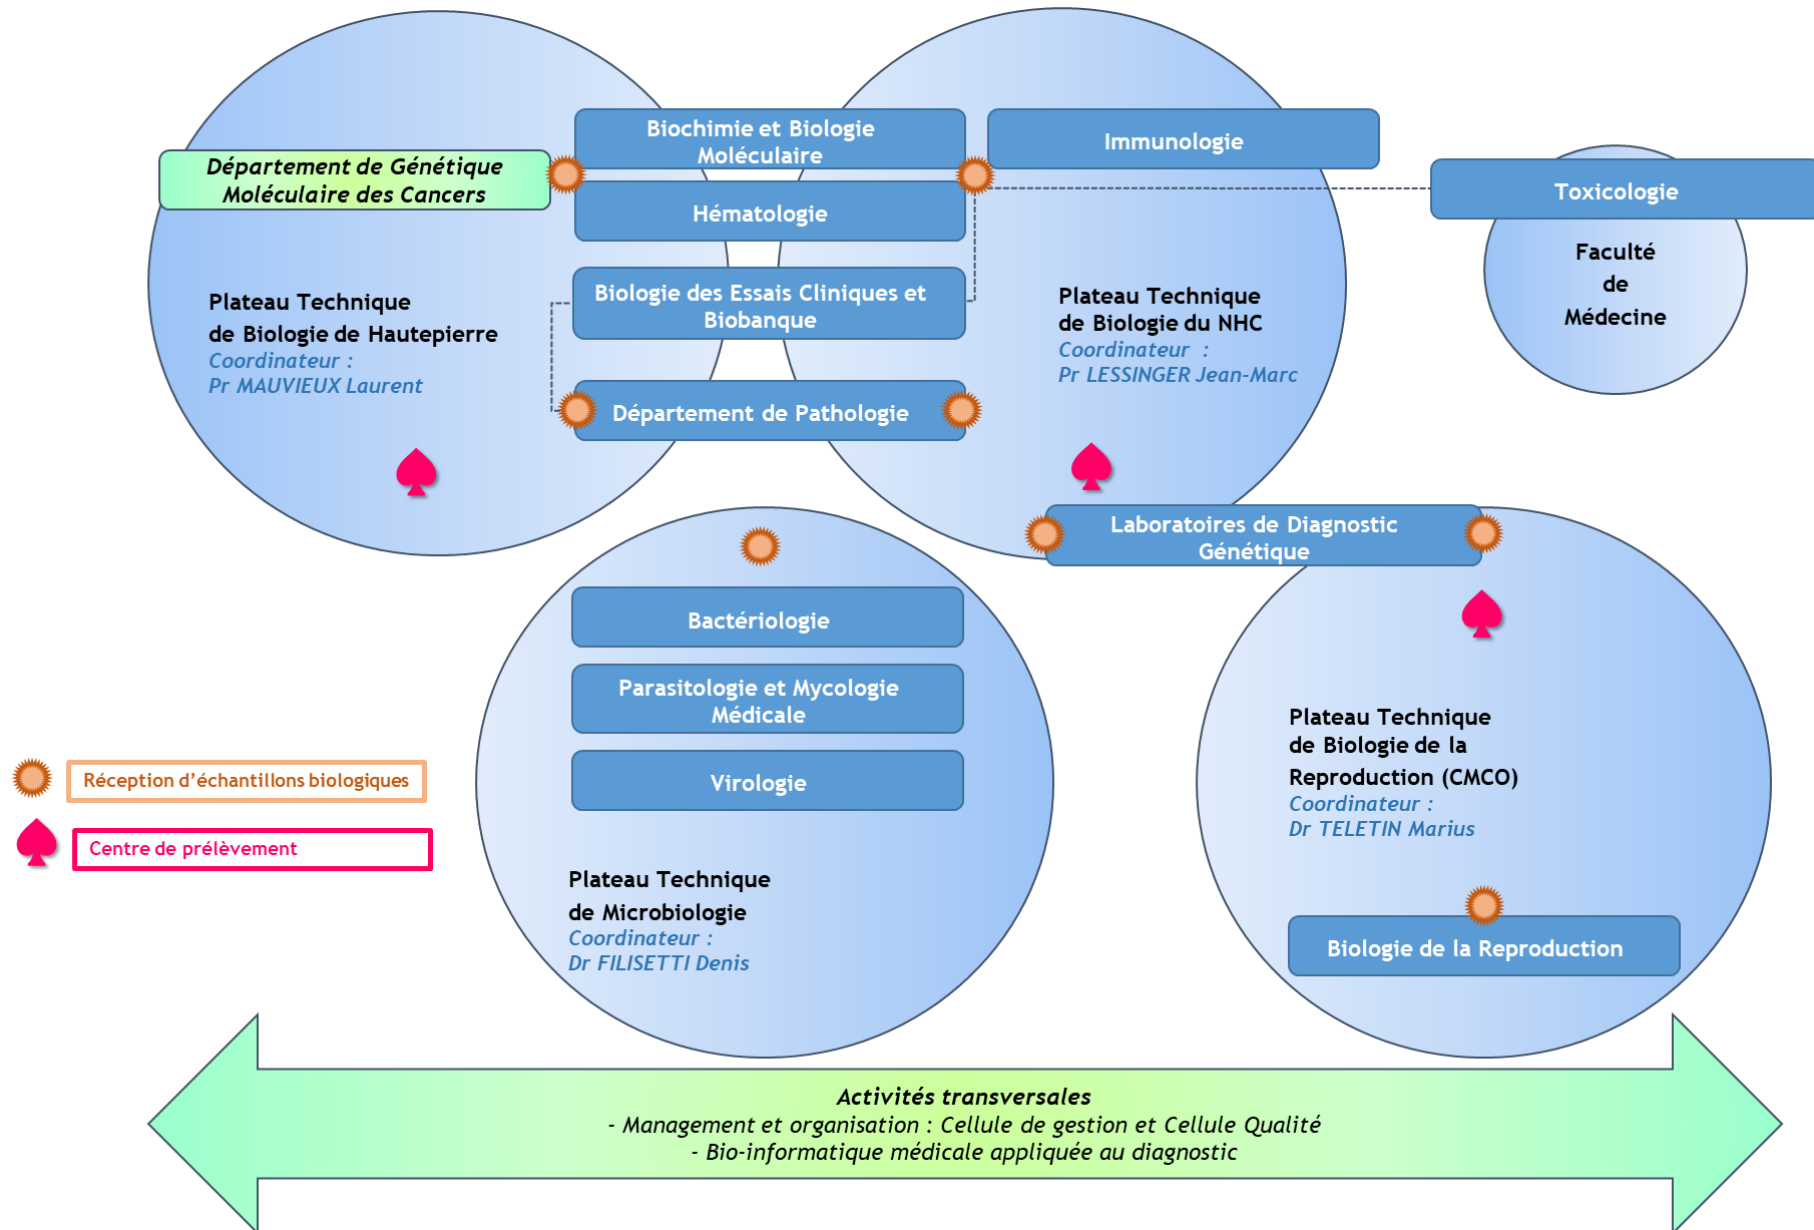 Biochimie et Biologie
Moléculaire
Immunologie
Département de Génétique
Moléculaire des Cancers
Toxicologie
Hématologie
Faculté
de
Médecine
Biologie des Essais Cliniques et
Biobanque
Plateau Technique
de Biologie de Hautepierre
Coordinateur :
Pr MAUVIEUX Laurent
Plateau Technique
de Biologie du NHC
Coordinateur :
Pr LESSINGER Jean-Marc
Département de Pathologie
Laboratoires de Diagnostic
Génétique
Bactériologie
Parasitologie et Mycologie
Médicale
Virologie
Plateau Technique
de Biologie de la
Reproduction (CMCO)
Coordinateur :
Dr TELETIN Marius
Réception d'échantillons biologiques
Centre de prélèvement
Plateau Technique
de Microbiologie
Coordinateur :
Dr FILISETTI Denis
Biologie de la Reproduction
Activités transversales
- Management et organisation : Cellule de gestion et Cellule Qualité
- Bio-informatique médicale appliquée au diagnostic